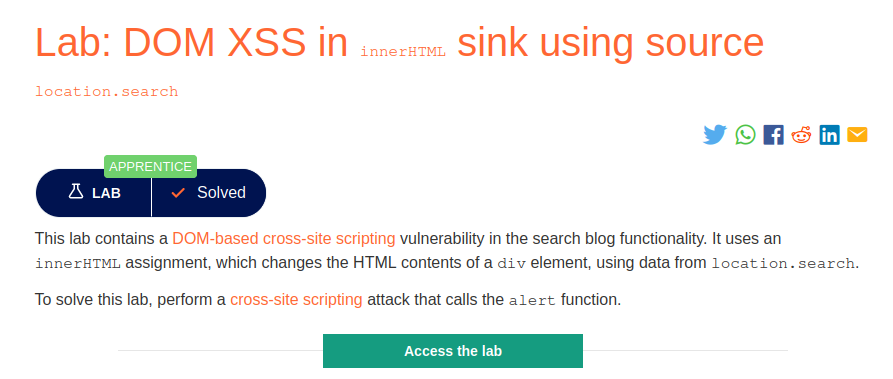 Lab: DOM XSS in innerHTML sink using source
location.search
APPRENTICE
LAB
Solved
This lab contains a DOM-based cross-site scripting vulnerability in the search blog functionality. It uses an
innerHTML assignment, which changes the HTML contents of a div element, using data from location.search.
To solve this lab, perform a cross-site scripting attack that calls the alert function.
Access the lab